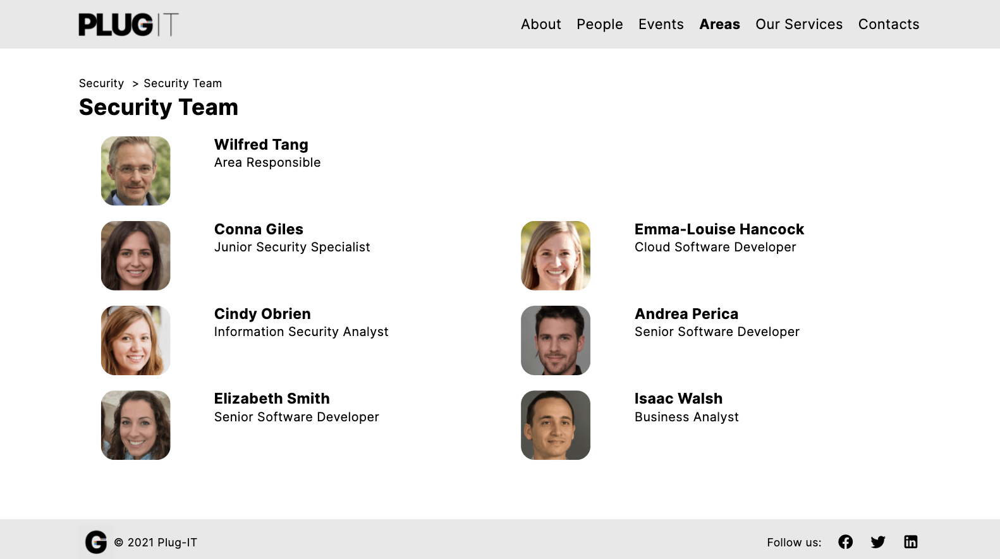 PLUGIT
About People Events Areas Our Services Contacts
Security > Security Team
Security Team
Wilfred Tang
Area Responsible
Conna Giles
Junior Security Specialist
Emma-Louise Hancock
Cloud Software Developer
Cindy Obrien
Information Security Analyst
Andrea Perica
Senior Software Developer
Elizabeth Smith
Senior Software Developer
Isaac Walsh
Business Analyst
G © 2021 Plug-IT
Follow us: